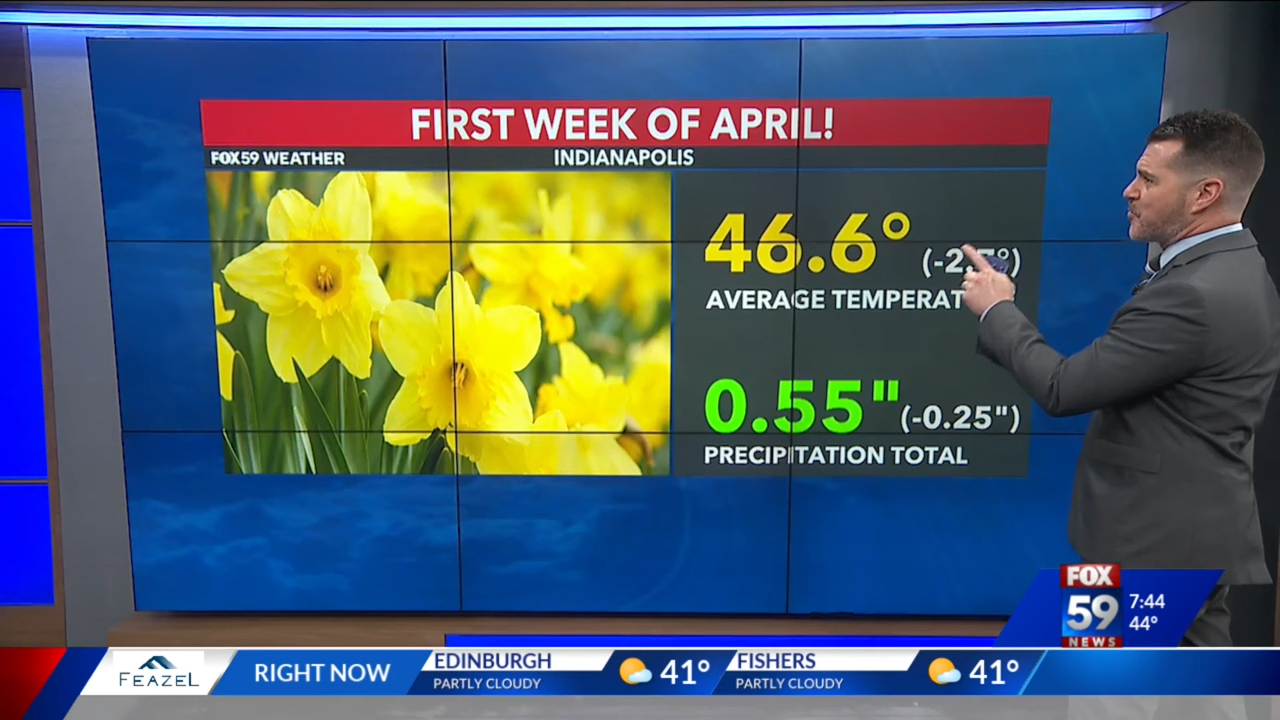 FIRST WEEK OF APRIL!
FOX59 WEATHER
INDIANAPOLIS
46.6°
AVERAGE
0.55" (-0.25")
PRECIPITATION TOTAL
FOX
59
NEWS
7:44
44°
FEAZEL
RIGHT NOW
EDINBURGH
PARTLY CLOUDY
41°
FISHERS
PARTLY CLOUDY
41°